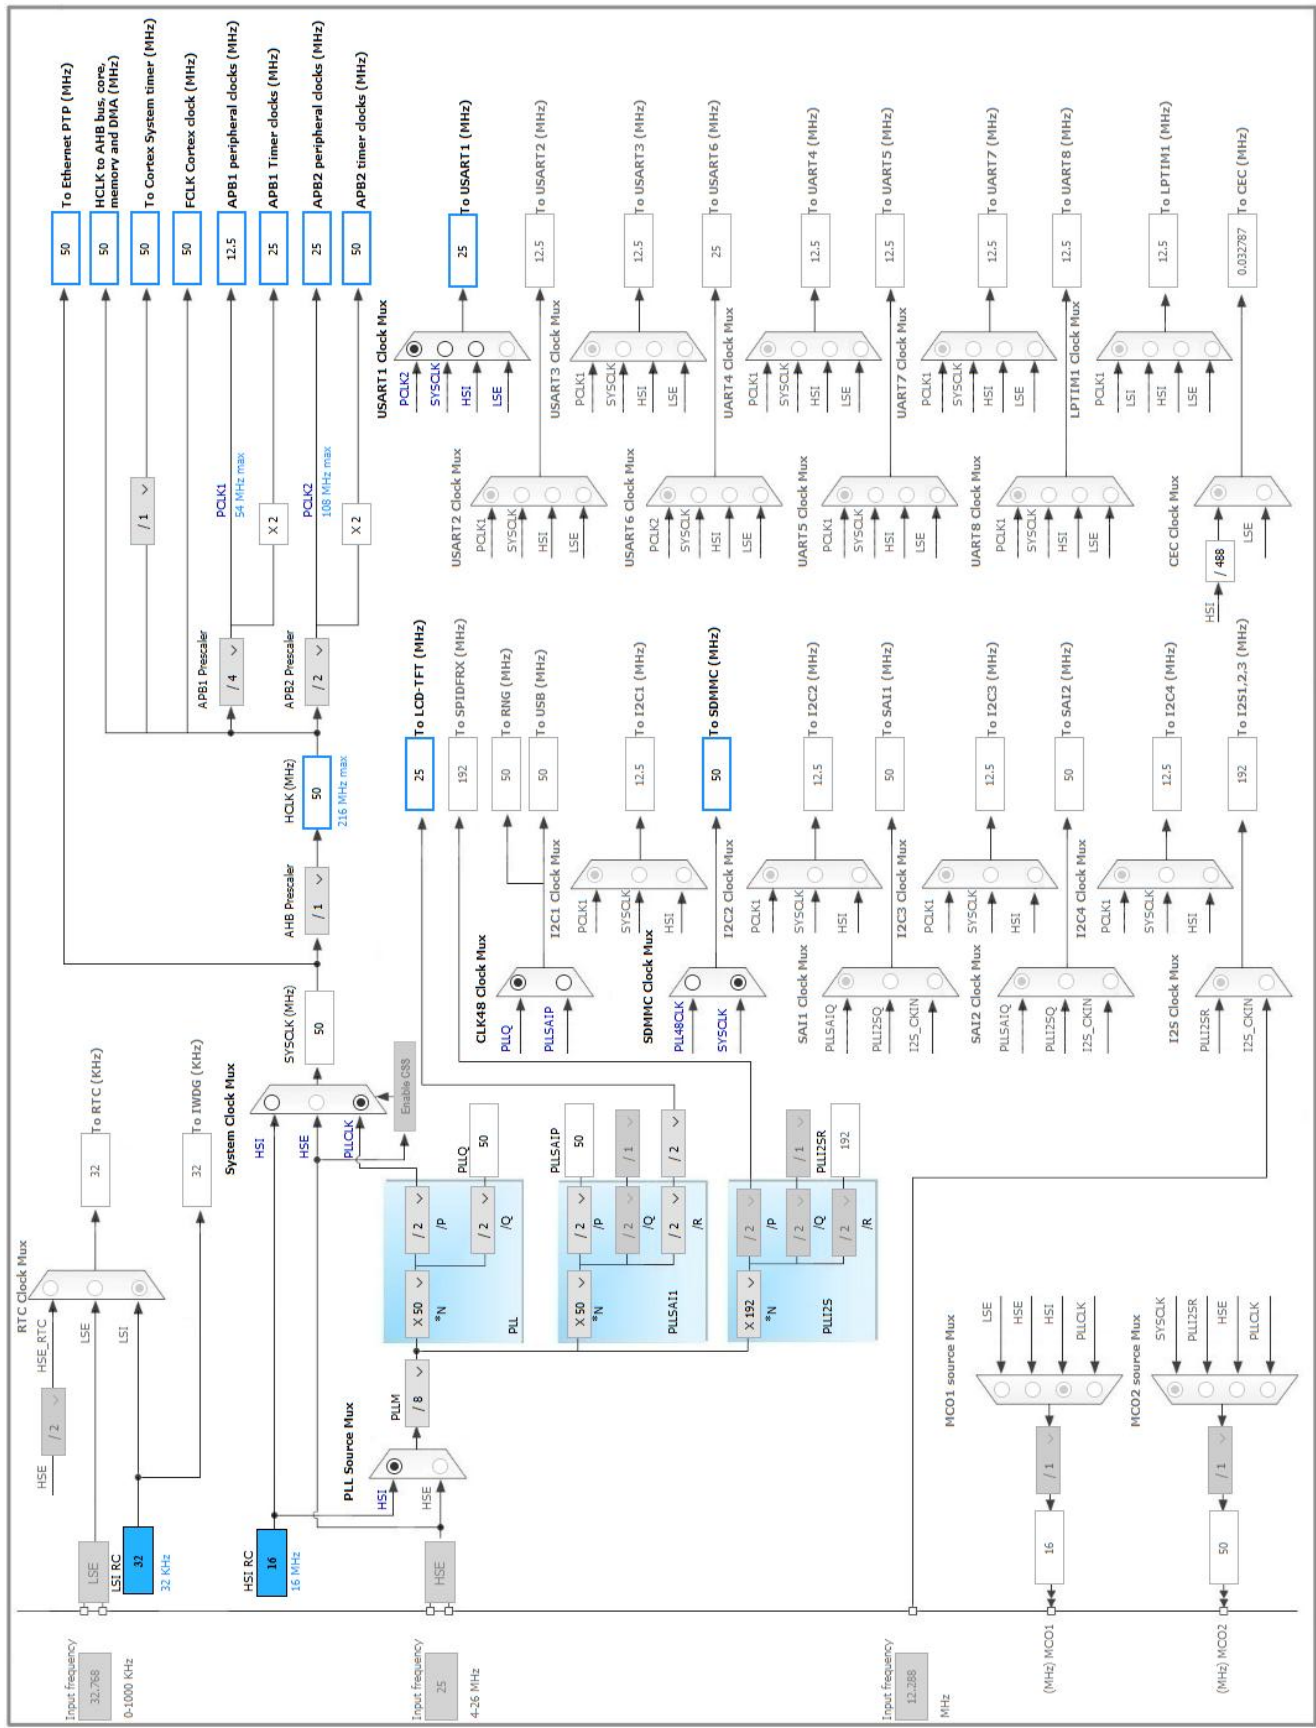 Input frequency
32.768
0-1000 KHz
LSE
LSI RC
32
32 KHz
HSE
/ 2
HSE_RTC
RTC Clock Mux
LSE
LSI
32
To RTC (KHz)
32
To IWDG (KHz)
HSI RC
16
16 MHz
Input frequency
25
4-26 MHz
HSE
PLL Source Mux
HSI
HSE
PLLM
/ 8
X 50
*N
/ 2
/P
/ 2
/Q
PLL
PLLQ
50
X 50
*N
/ 2
/P
/ 2
/Q
/ 2
/R
PLLSAI1
PLLSAIP
50
/ 1
/ 2
X 192
*N
/ 2
/P
/ 2
/Q
/ 2
/R
PLLI2S
/ 1
PLLI2SR
192
System Clock Mux
HSI
HSE
PLLCLK
Enable CSS
SYSCLK (MHz)
50
AHB Prescaler
/ 1
HCLK (MHz)
50
216 MHz max
APB1 Prescaler
/ 4
APB2 Prescaler
/ 2
/ 1
PCLK1
54 MHz max
X 2
PCLK2
108 MHz max
X 2
50
To Ethernet PTP (MHz)
50
HCLK to AHB bus, core,
memory and DMA (MHz)
50
To Cortex System timer (MHz)
50
FCLK Cortex clock (MHz)
12.5
APB1 peripheral clocks (MHz)
25
APB1 Timer clocks (MHz)
25
APB2 peripheral clocks (MHz)
50
APB2 timer clocks (MHz)
25
To LCD-TFT (MHz)
192
To SPIDFRX (MHz)
CLK48 Clock Mux
PLLQ
PLLSAIP
50
To RNG (MHz)
50
To USB (MHz)
I2C1 Clock Mux
PCLK1
SYSCLK
HSI
12.5
To I2C1 (MHz)
SDMMC Clock Mux
PLL48CLK
SYSCLK
50
To SDMMC (MHz)
I2C2 Clock Mux
PCLK1
SYSCLK
HSI
12.5
To I2C2 (MHz)
SAI1 Clock Mux
PLLSAIQ
PLLI2SQ
I2S_CKIN
50
To SAI1 (MHz)
I2C3 Clock Mux
PCLK1
SYSCLK
HSI
12.5
To I2C3 (MHz)
SAI2 Clock Mux
PLLSAIQ
PLLI2SQ
I2S_CKIN
50
To SAI2 (MHz)
I2C4 Clock Mux
PCLK1
SYSCLK
HSI
12.5
To I2C4 (MHz)
I2S Clock Mux
PLLI2SR
I2S_CKIN
192
To I2S1,2,3 (MHz)
USART1 Clock Mux
PCLK2
SYSCLK
HSI
LSE
25
To USART1 (MHz)
USART2 Clock Mux
PCLK1
SYSCLK
HSI
LSE
12.5
To USART2 (MHz)
USART3 Clock Mux
PCLK1
SYSCLK
HSI
LSE
12.5
To USART3 (MHz)
USART6 Clock Mux
PCLK2
SYSCLK
HSI
LSE
25
To USART6 (MHz)
UART4 Clock Mux
PCLK1
SYSCLK
HSI
LSE
12.5
To UART4 (MHz)
UART5 Clock Mux
PCLK1
SYSCLK
HSI
LSE
12.5
To UART5 (MHz)
UART7 Clock Mux
PCLK1
SYSCLK
HSI
LSE
12.5
To UART7 (MHz)
UART8 Clock Mux
PCLK1
SYSCLK
HSI
LSE
12.5
To UART8 (MHz)
LPTIM1 Clock Mux
PCLK1
LSI
HSI
LSE
12.5
To LPTIM1 (MHz)
CEC Clock Mux
HSI
/ 488
LSE
0.032787
To CEC (MHz)
Input frequency
12.288
MHz
MCO1 source Mux
LSE
HSE
HSI
PLLCLK
/ 1
16
(MHz) MCO1
MCO2 source Mux
SYSCLK
PLLI2SR
HSE
PLLCLK
/ 1
50
(MHz) MCO2